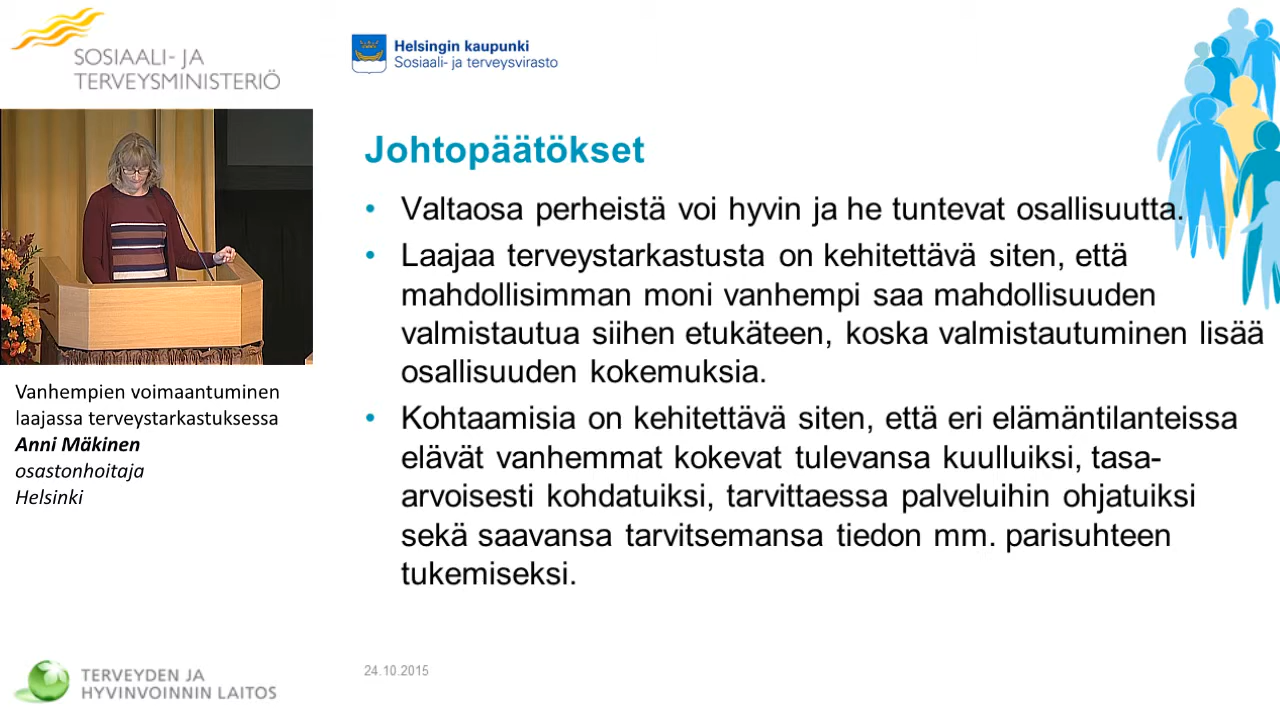 SOSIAALI- JA
TERVEYSMINISTERIÖ
Helsingin kaupunki
Sosiaali- ja terveysvirasto
Johtopäätökset
• Valtaosa perheistä voi hyvin ja he tuntevat osallisuutta.
• Laajaa terveystarkastusta on kehitettävä siten, että
mahdollisimman moni vanhempi saa mahdollisuuden
valmistautua siihen etukäteen, koska valmistautuminen lisää
osallisuuden kokemuksia.
• Kohtaamisia on kehitettävä siten, että eri elämäntilanteissa
elävät vanhemmat kokevat tulevansa kuulluiksi, tasa-
arvoisesti kohdatuiksi, tarvittaessa palveluihin ohjatuiksi
sekä saavansa tarvitsemansa tiedon mm. parisuhteen
tukemiseksi.
Vanhempien voimaantuminen
laajassa terveystarkastuksessa
Anni Mäkinen
osastonhoitaja
Helsinki
TERVEYDEN JA
HYVINVOINNIN LAITOS
24.10.2015